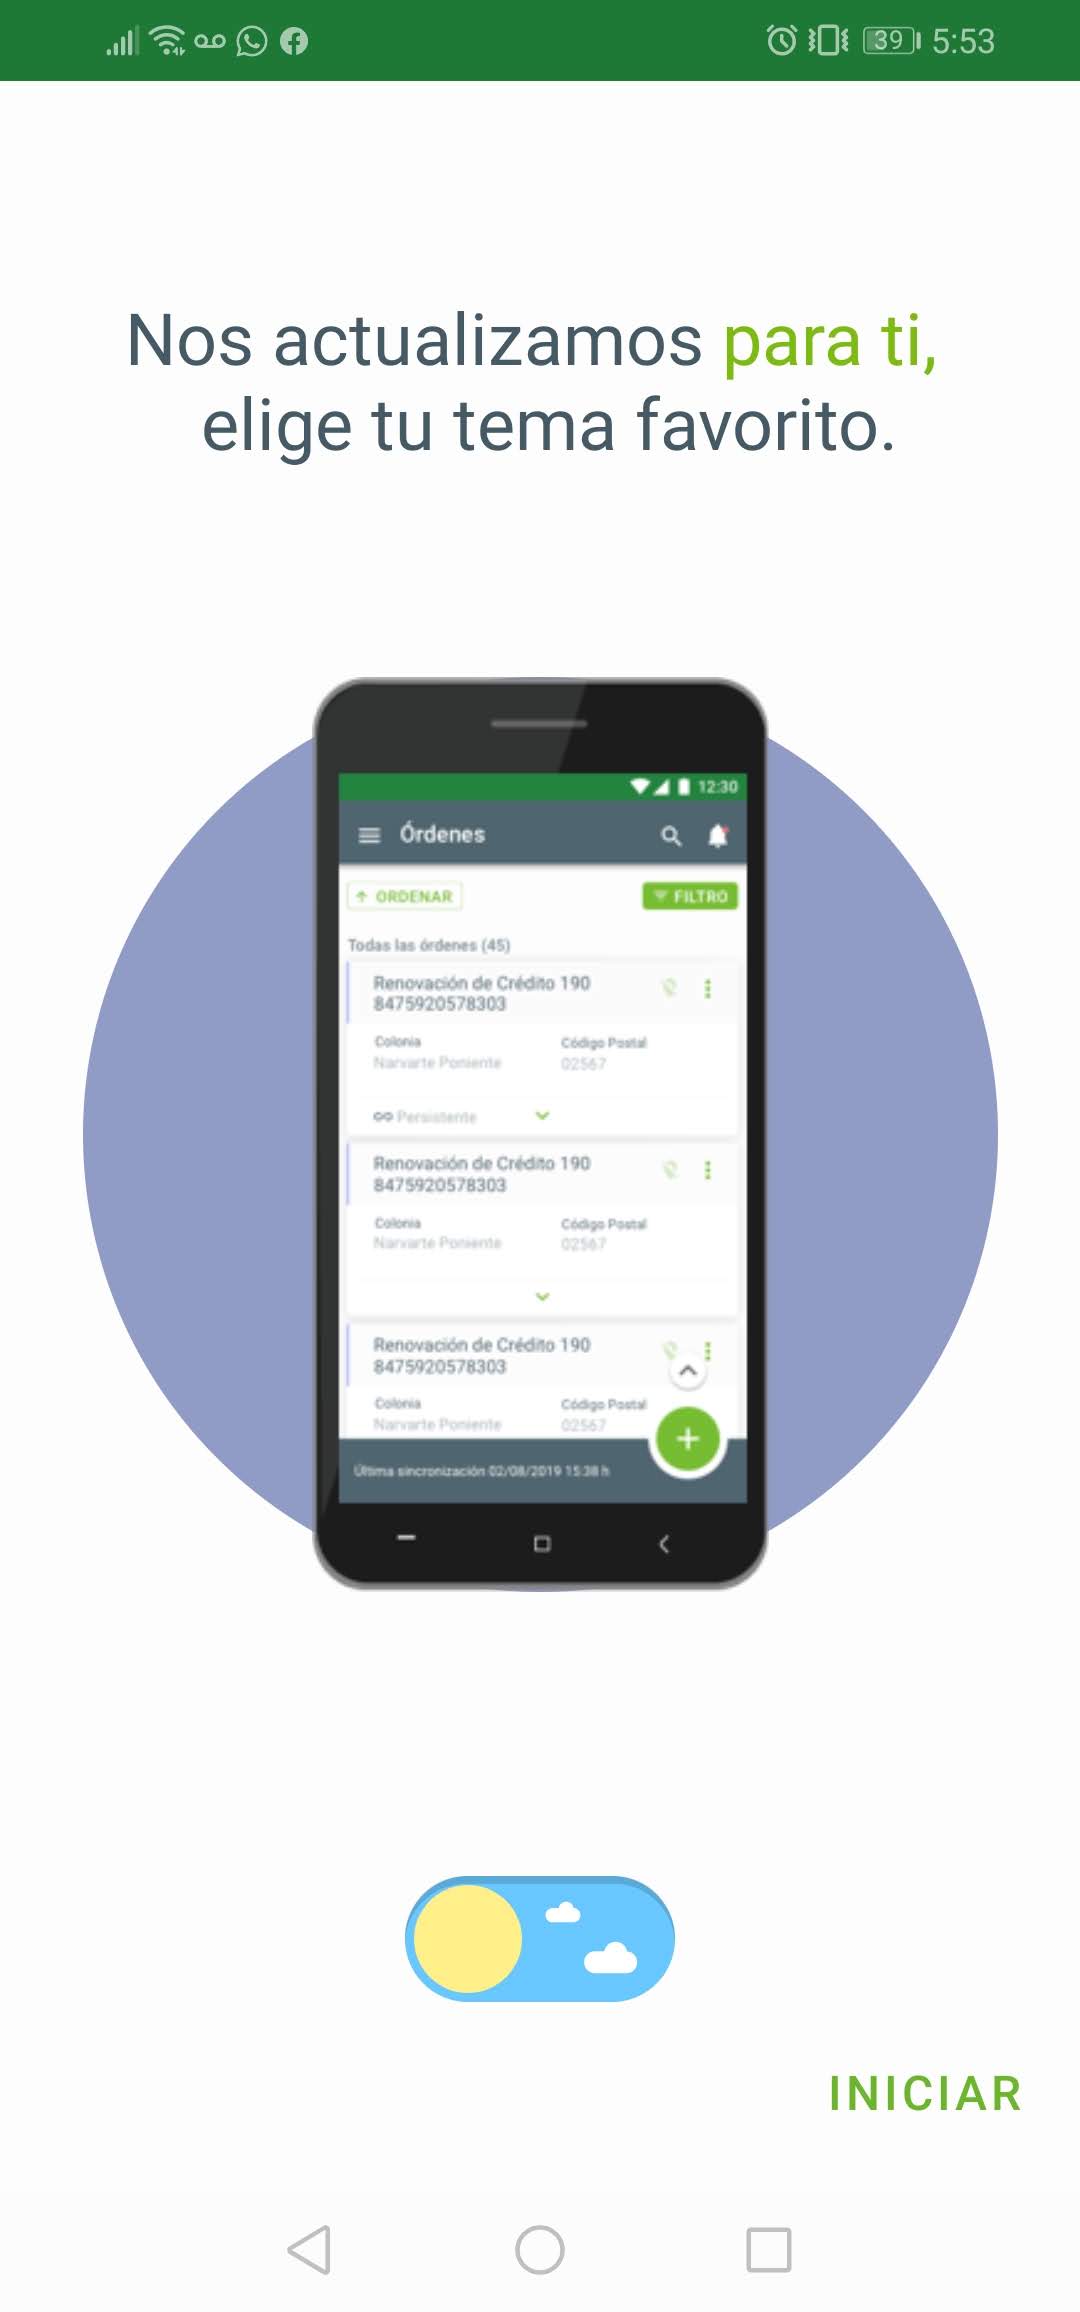 39 5:53
Nos actualizamos para ti,
elige tu tema favorito.
12:30
Órdenes
ORDENAR FILTRO
Todas las órdenes (45)
Renovación de Crédito 190
8475920578303
Colonia Código Postal
Narvarte Poniente 02567
Persistente
Renovación de Crédito 190
8475920578303
Colonia Código Postal
Narvarte Poniente 02567
Renovación de Crédito 190
8475920578303
Colonia Código Postal
Narvarte Poniente 02567
Última sincronización 02/08/2019 15:38 h
INICIAR